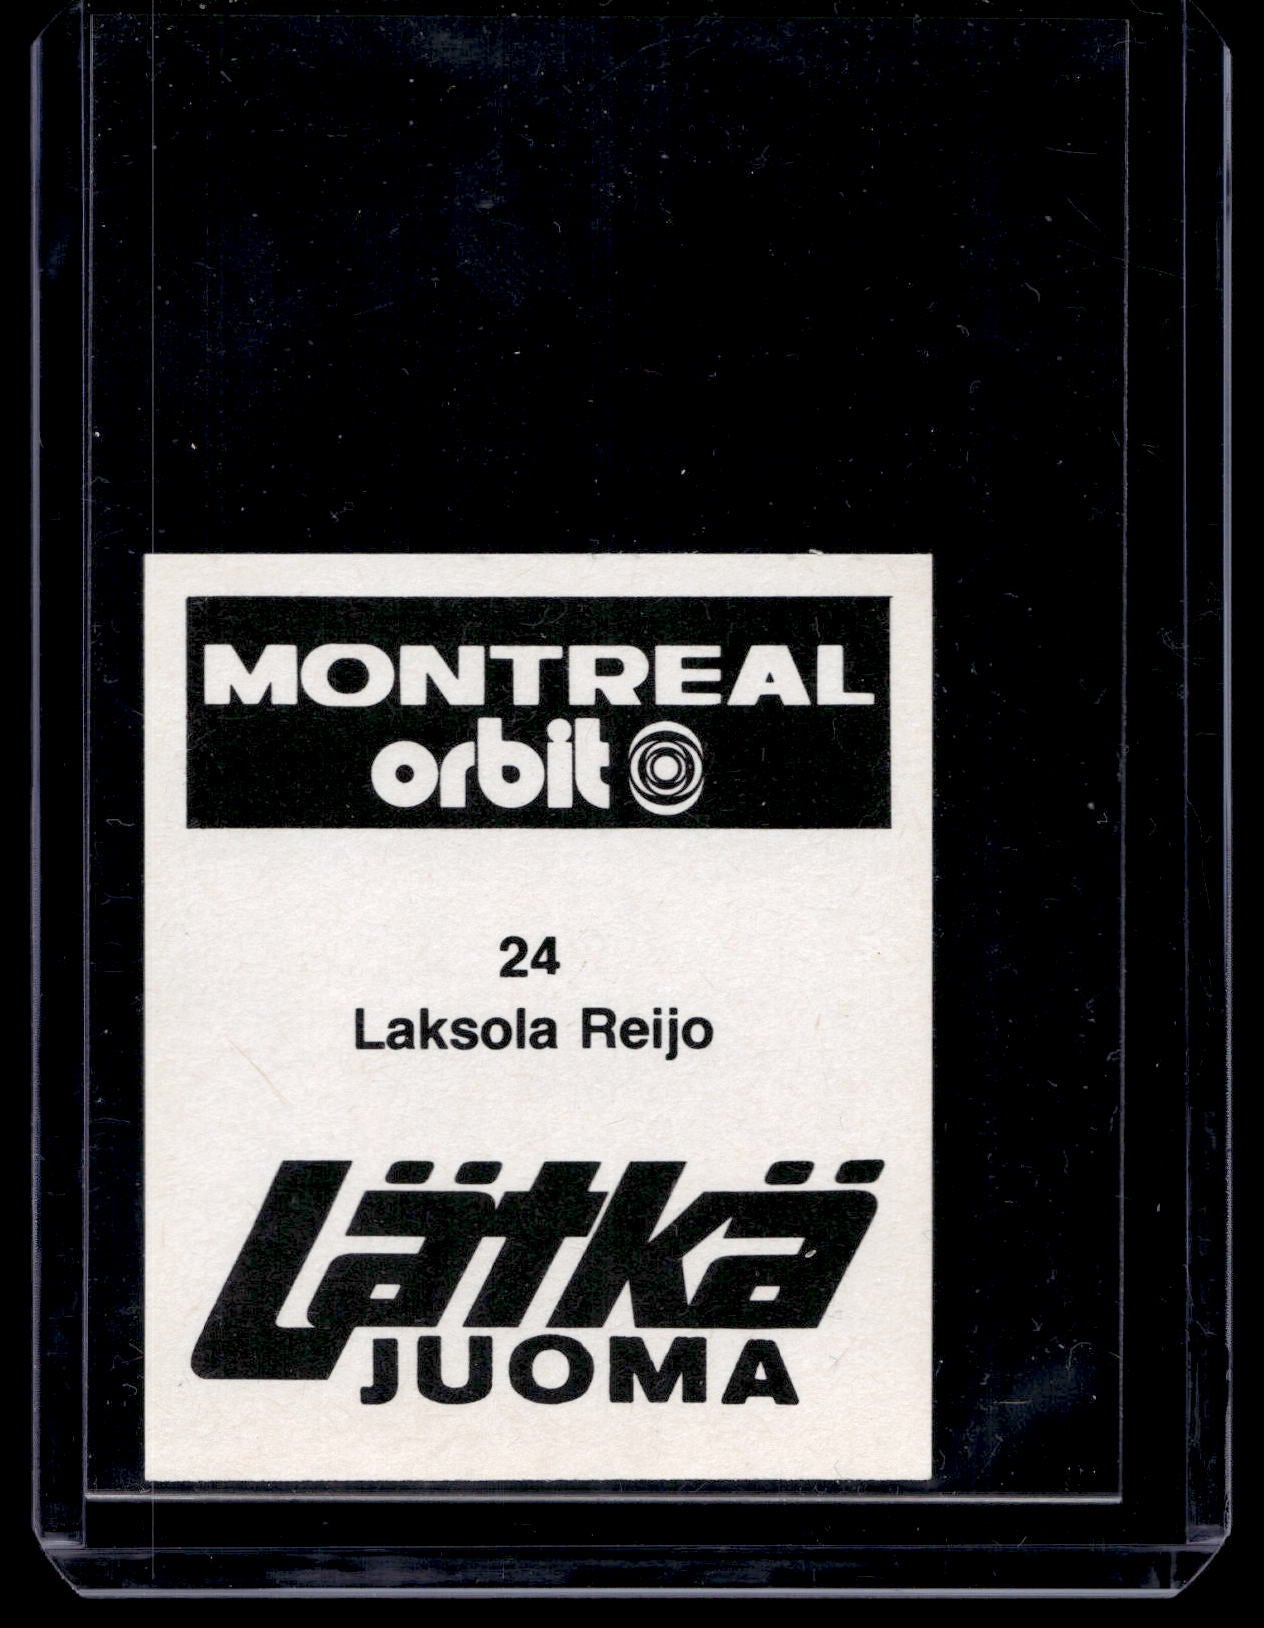 MONTREAL
orbit
24
Laksola Reijo
Lätkä
JUOMA